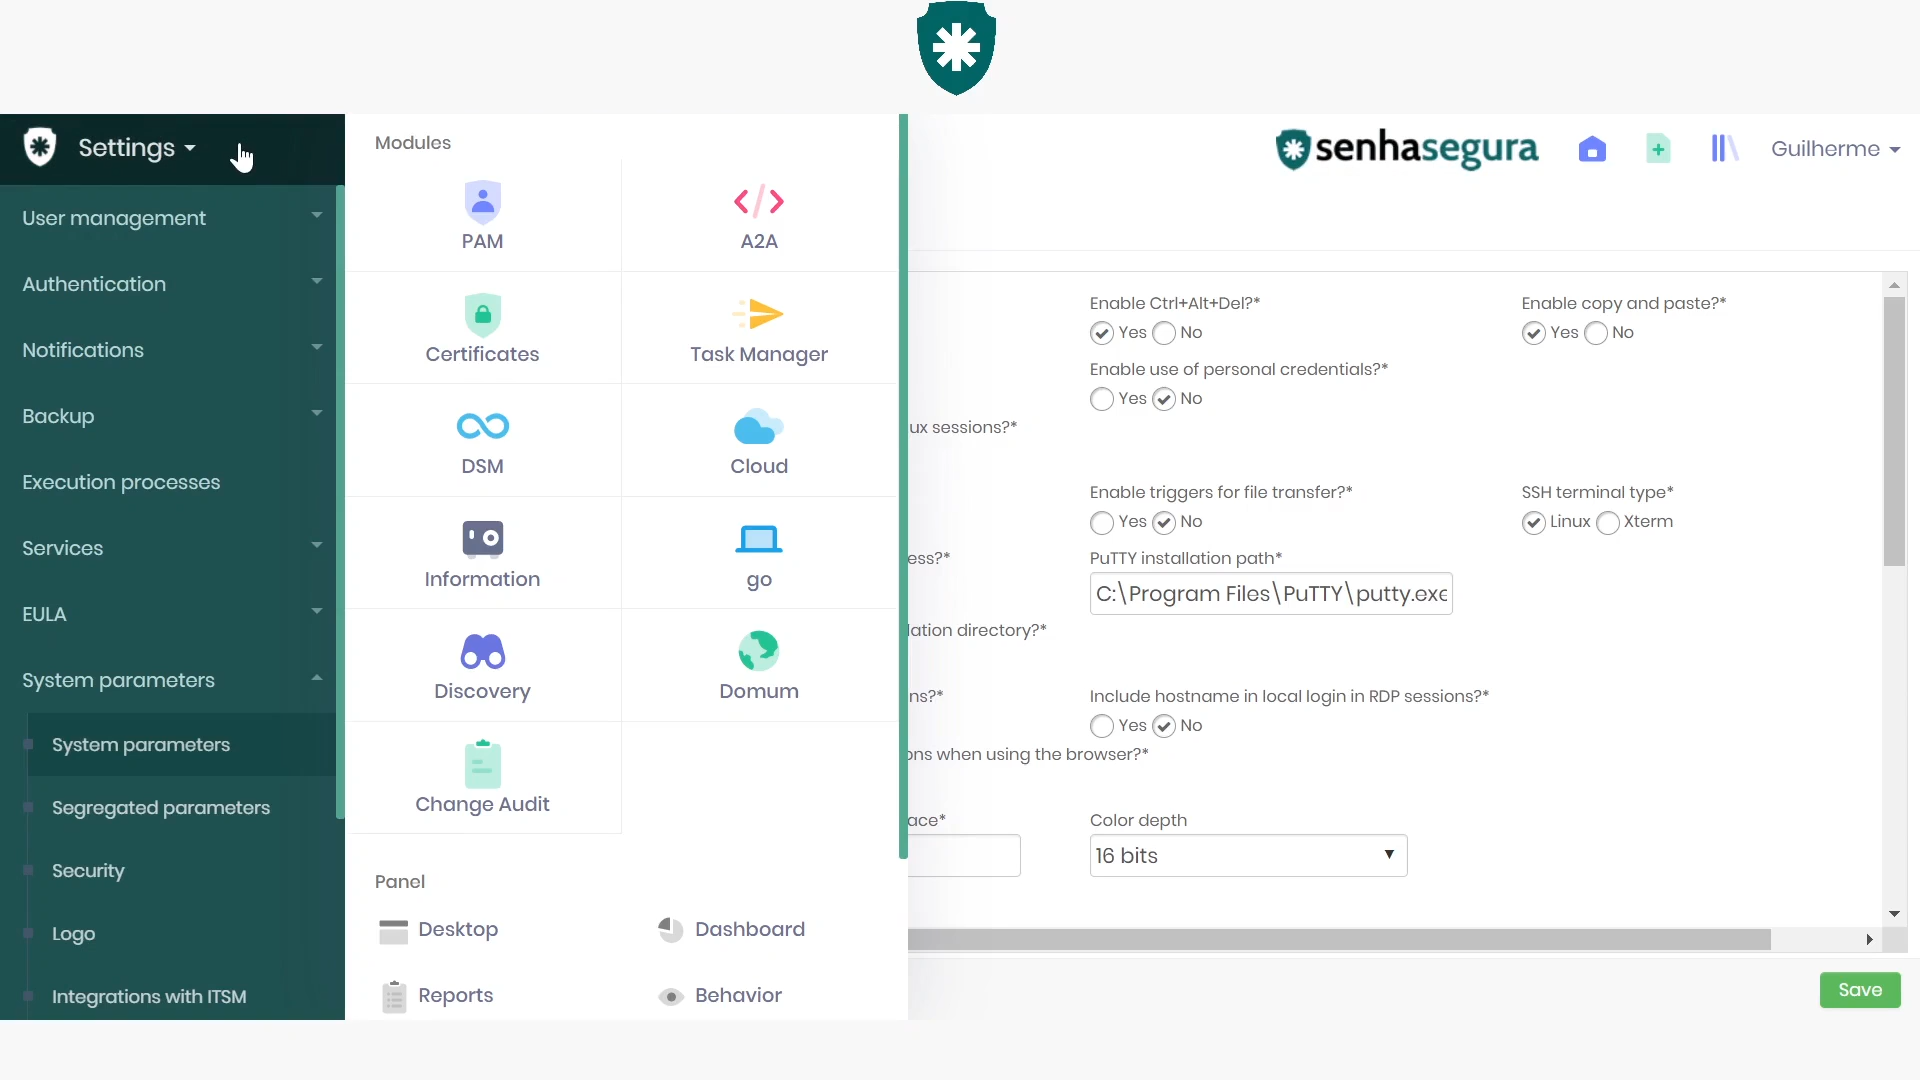 Settings
User management
Authentication
Notifications
Backup
Execution processes
Services
EULA
System parameters
System parameters
Segregated parameters
Security
Logo
Integrations with ITSM
Modules
PAM
A2A
Certificates
Task Manager
DSM
Cloud
Information
go
Discovery
Domum
Change Audit
Panel
Desktop
Dashboard
Reports
Behavior
senhasegura
Guilherme
Enable Ctrl+Alt+Del?*
Enable copy and paste?*
Yes No
Yes No
Enable use of personal credentials?*
Yes No
ux sessions?*
Enable triggers for file transfer?*
SSH terminal type*
Yes No
Linux Xterm
ess?*
PuTTY installation path*
C:\Program Files\PuTTY\putty.exe
lation directory?*
ns?*
Include hostname in local login in RDP sessions?*
Yes No
ons when using the browser?*
ace*
Color depth
16 bits
Save